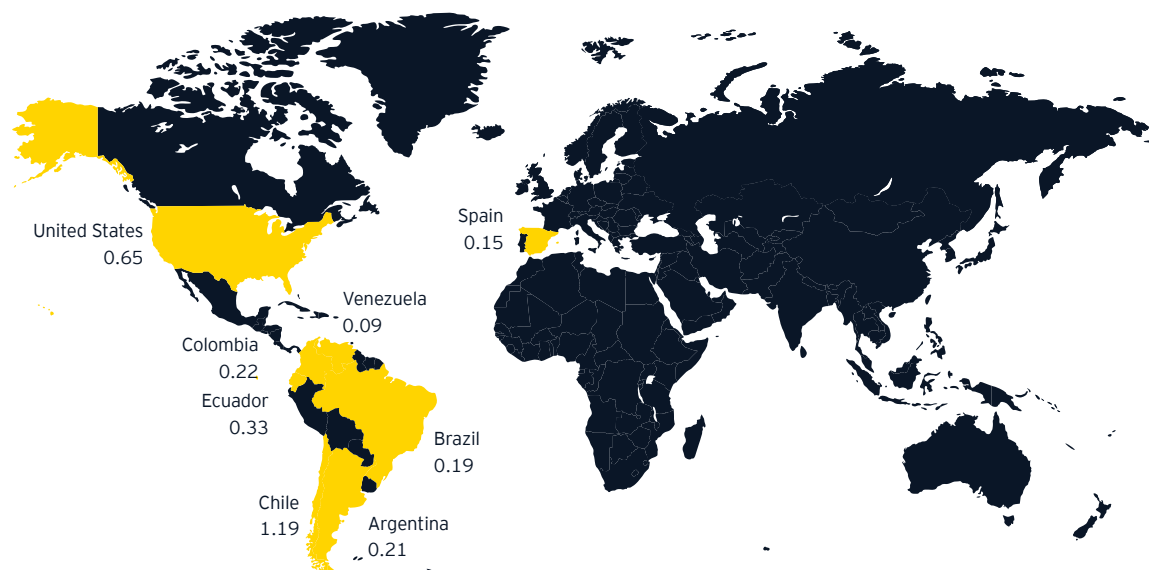 United States
0.65
Spain
0.15
Venezuela
0.09
Colombia
0.22
Ecuador
0.33
Brazil
0.19
Chile
1.19
Argentina
0.21